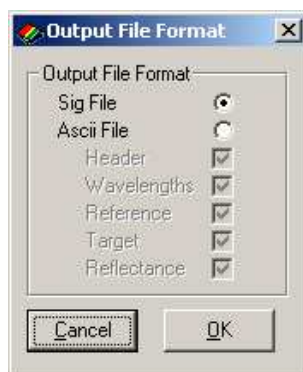 Output File Format
Output File Format
Sig File
Ascii File
Header
Wavelengths
Reference
Target
Reflectance
Cancel OK